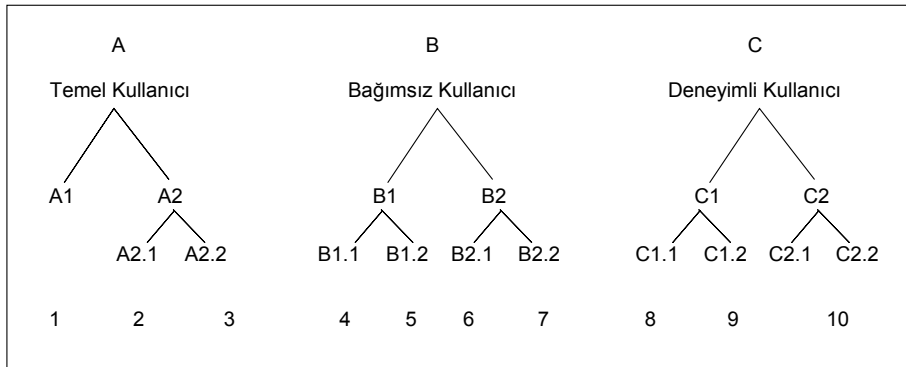 A B C
Temel Kullanıcı Bağımsız Kullanıcı Deneyimli Kullanıcı
A1 A2 B1 B2 C1 C2
A2.1 A2.2 B1.1 B1.2 B2.1 B2.2 C1.1 C1.2 C2.1 C2.2
1 2 3 4 5 6 7 8 9 10